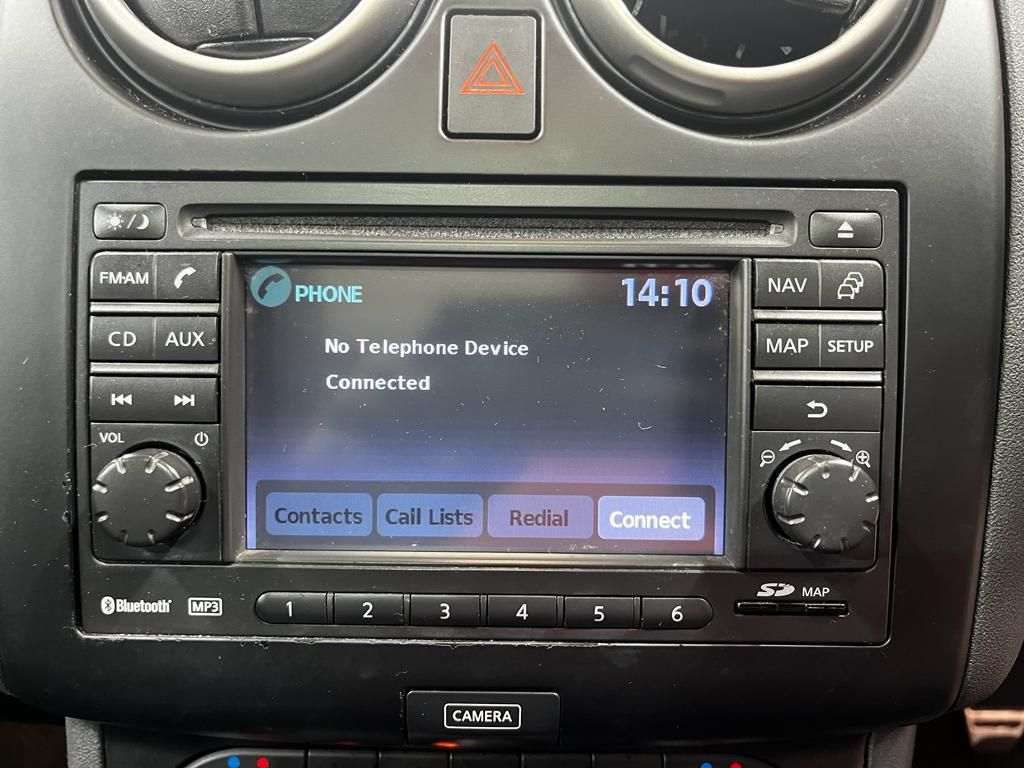 FM·AM
CD AUX
VOL
PHONE
14:10
No Telephone Device
Connected
Contacts Call Lists Redial Connect
NAV
MAP SETUP
Bluetooth MP3
1 2 3 4 5 6
SD MAP
CAMERA